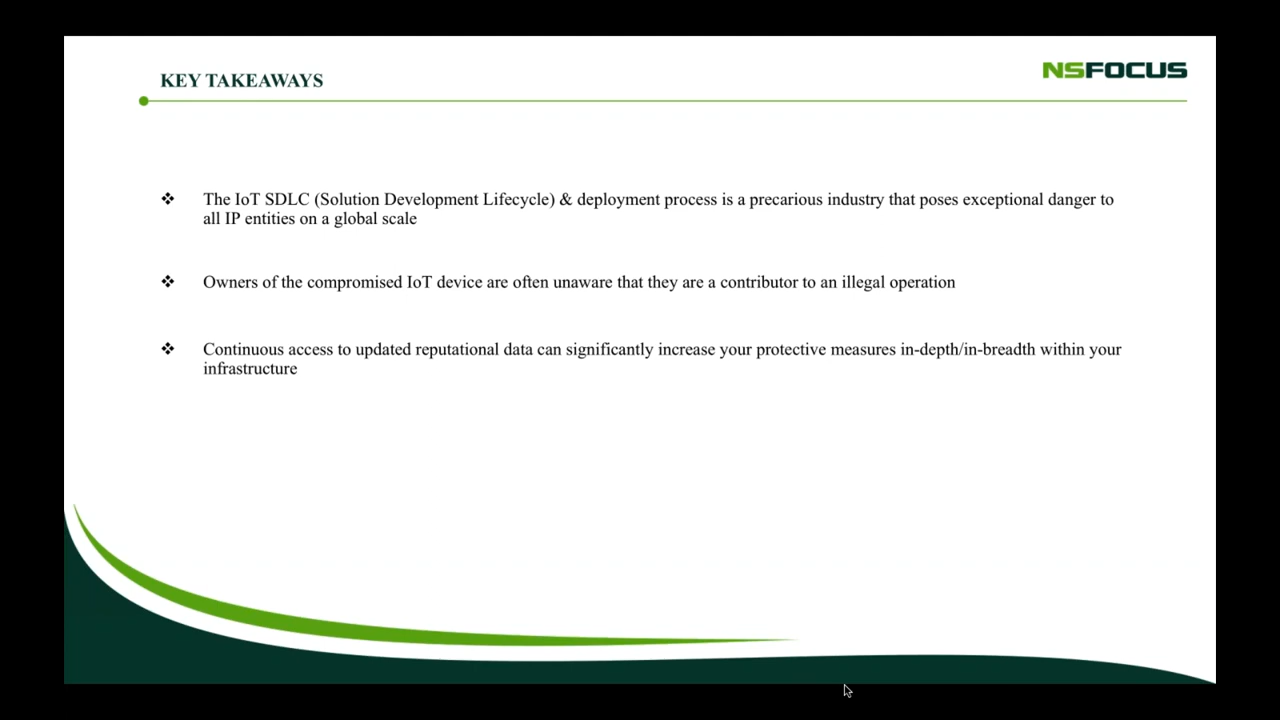 KEY TAKEAWAYS
NSFOCUS
❖ The IoT SDLC (Solution Development Lifecycle) & deployment process is a precarious industry that poses exceptional danger to
all IP entities on a global scale
❖ Owners of the compromised IoT device are often unaware that they are a contributor to an illegal operation
❖ Continuous access to updated reputational data can significantly increase your protective measures in-depth/in-breadth within your
infrastructure